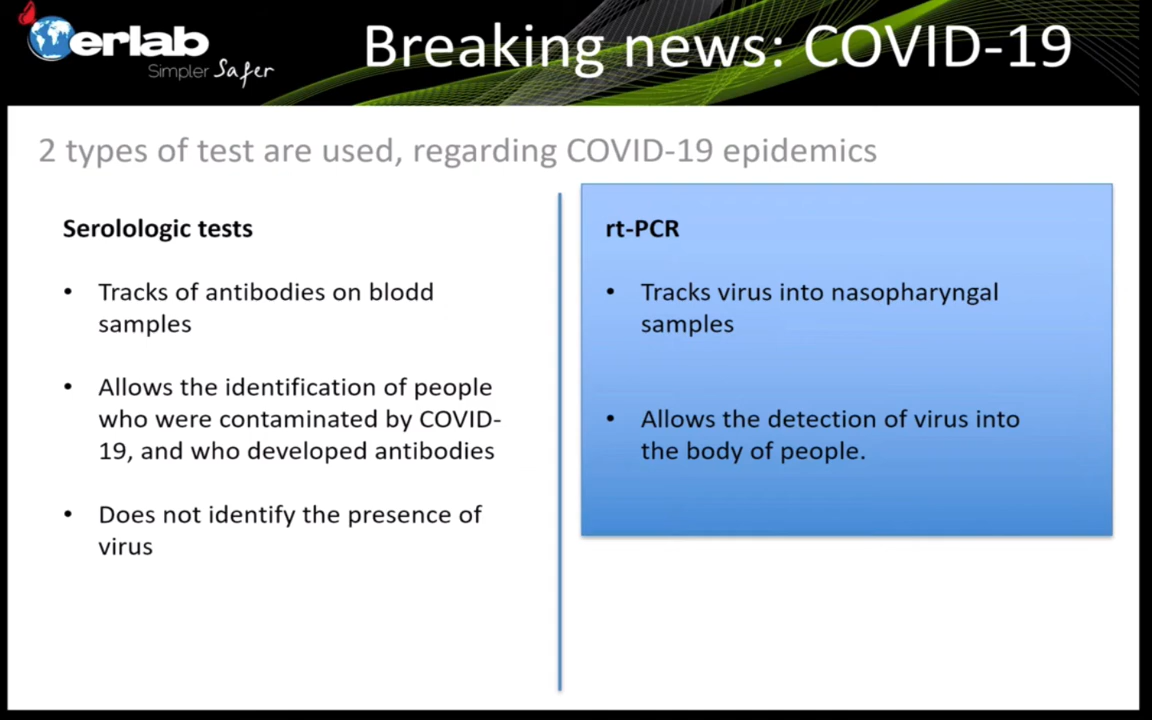 erlab
Simpler Safer
Breaking news: COVID-19
2 types of test are used, regarding COVID-19 epidemics
Serolologic tests
• Tracks of antibodies on blodd
samples
• Allows the identification of people
who were contaminated by COVID-
19, and who developed antibodies
• Does not identify the presence of
virus
rt-PCR
• Tracks virus into nasopharyngal
samples
• Allows the detection of virus into
the body of people.